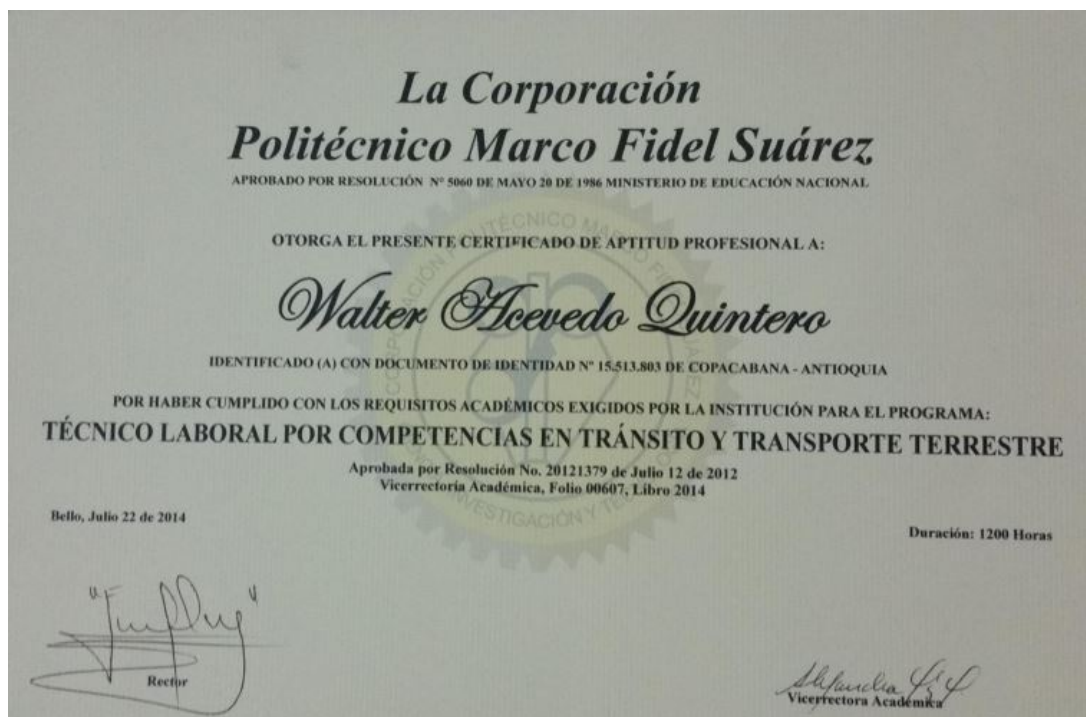 La Corporación
Politécnico Marco Fidel Suárez
APROBADO POR RESOLUCIÓN Nº 5060 DE MAYO 20 DE 1986 MINISTERIO DE EDUCACIÓN NACIONAL
OTORGA EL PRESENTE CERTIFICADO DE APTITUD PROFESIONAL A:
Walter Acevedo Quintero
IDENTIFICADO (A) CON DOCUMENTO DE IDENTIDAD Nº 15.513.803 DE COPACABANA - ANTIOQUIA
POR HABER CUMPLIDO CON LOS REQUISITOS ACADÉMICOS EXIGIDOS POR LA INSTITUCIÓN PARA EL PROGRAMA:
TÉCNICO LABORAL POR COMPETENCIAS EN TRÁNSITO Y TRANSPORTE TERRESTRE
Aprobada por Resolución No. 20121379 de Julio 12 de 2012
Vicerrectoría Académica, Folio 00607, Libro 2014
Bello, Julio 22 de 2014
Duración: 1200 Horas
Rector
Vicerrectora Académica